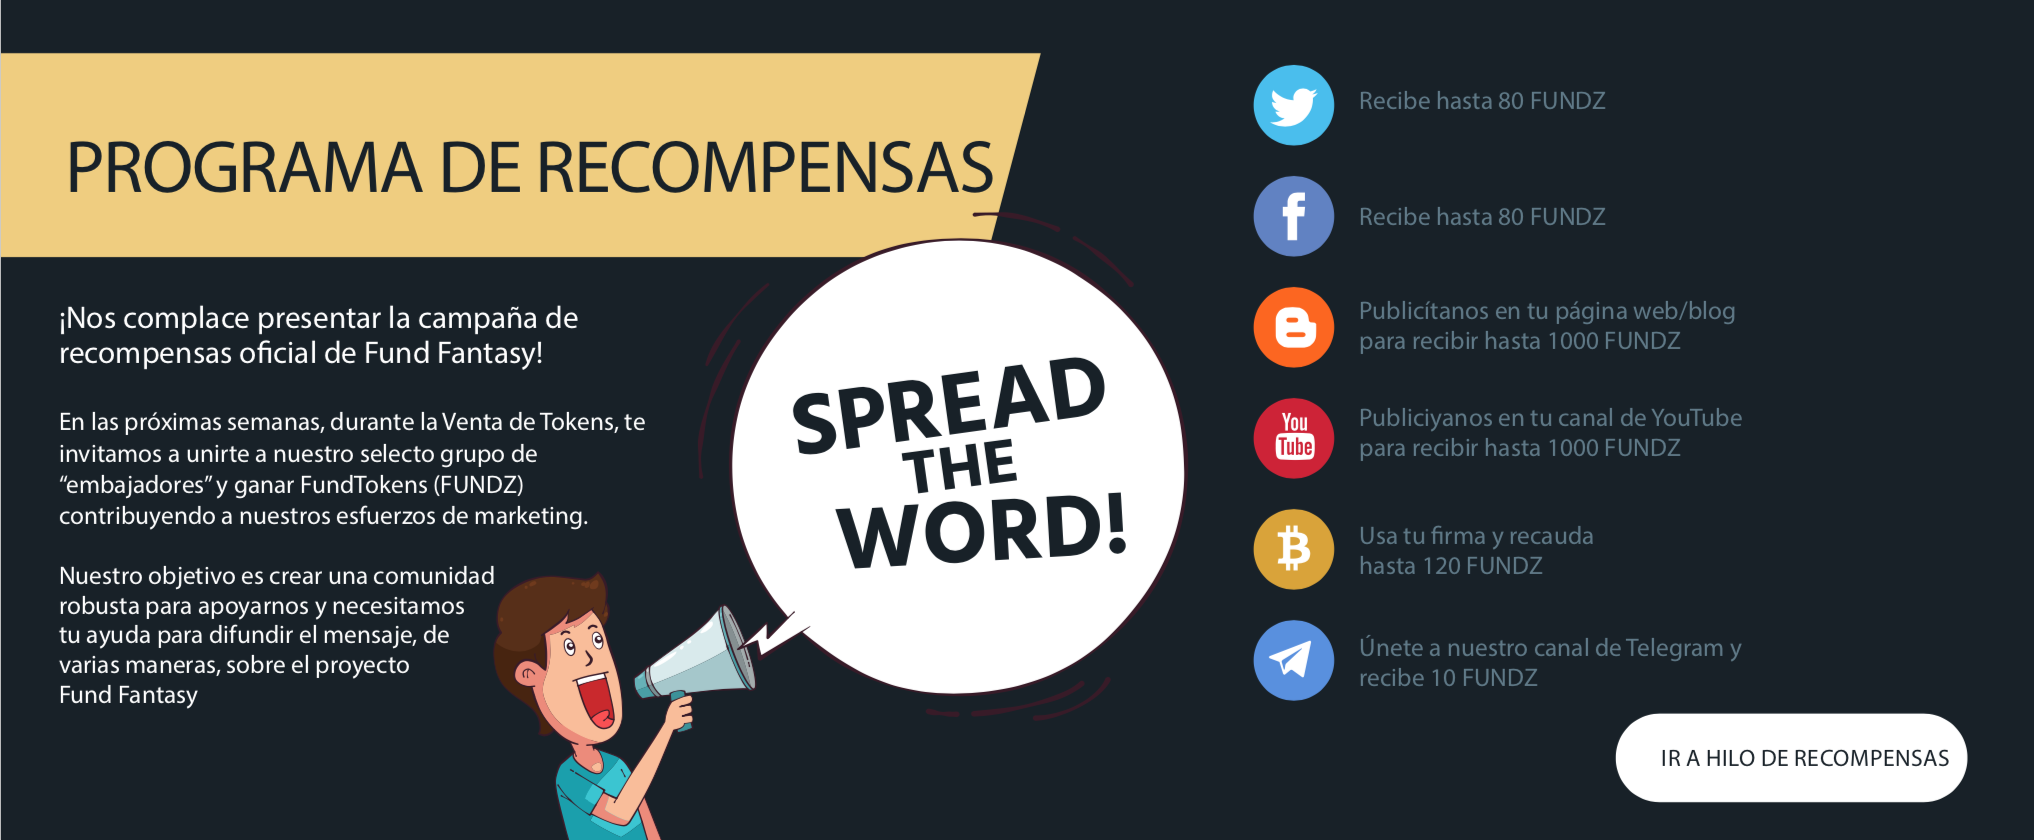 PROGRAMA DE RECOMPENSAS
¡Nos complace presentar la campaña de
recompensas oficial de Fund Fantasy!
En las próximas semanas, durante la Venta de Tokens, te
invitamos a unirte a nuestro selecto grupo de
“embajadores” y ganar FundTokens (FUNDZ)
contribuyendo a nuestros esfuerzos de marketing.
Nuestro objetivo es crear una comunidad
robusta para apoyarnos y necesitamos
tu ayuda para difundir el mensaje, de
varias maneras, sobre el proyecto
Fund Fantasy
SPREAD
THE
WORD!
Recibe hasta 80 FUNDZ
Recibe hasta 80 FUNDZ
Publicítanos en tu página web/blog
para recibir hasta 1000 FUNDZ
You
Tube
Publiciyanos en tu canal de YouTube
para recibir hasta 1000 FUNDZ
Usa tu firma y recauda
hasta 120 FUNDZ
Únete a nuestro canal de Telegram y
recibe 10 FUNDZ
IR A HILO DE RECOMPENSAS